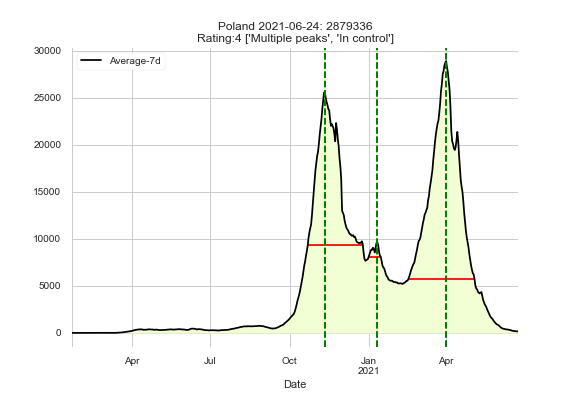 Poland 2021-06-24: 2879336
Rating:4 ['Multiple peaks', 'In control']
Average-7d
30000
25000
20000
15000
10000
5000
0
Apr
Jul
Oct
Jan
2021
Apr
Date